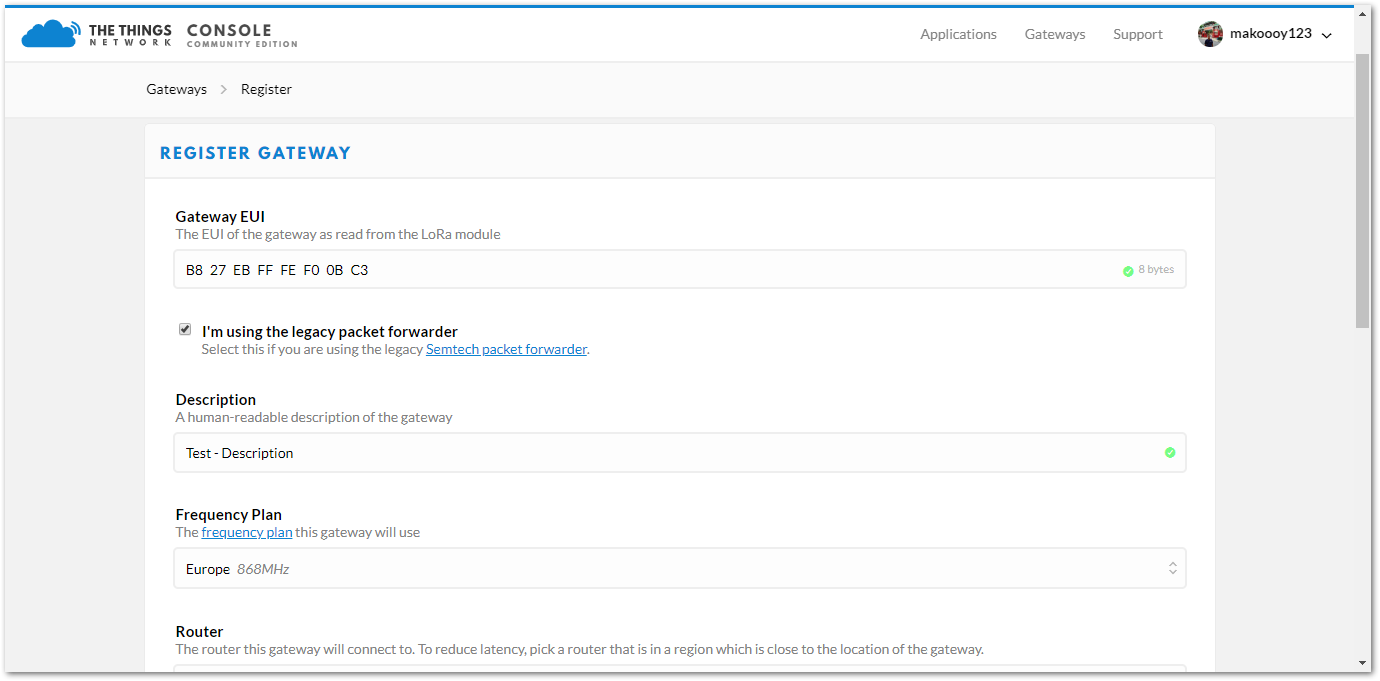 THE THINGS NETWORK CONSOLE COMMUNITY EDITION
Applications Gateways Support makoooy123
Gateways Register
REGISTER GATEWAY
Gateway EUI
The EUI of the gateway as read from the LoRa module
B8 27 EB FF FE F0 0B C3 8 bytes
I'm using the legacy packet forwarder
Select this if you are using the legacy Semtech packet forwarder.
Description
A human-readable description of the gateway
Test - Description
Frequency Plan
The frequency plan this gateway will use
Europe 868MHz
Router
The router this gateway will connect to. To reduce latency, pick a router that is in a region which is close to the location of the gateway.